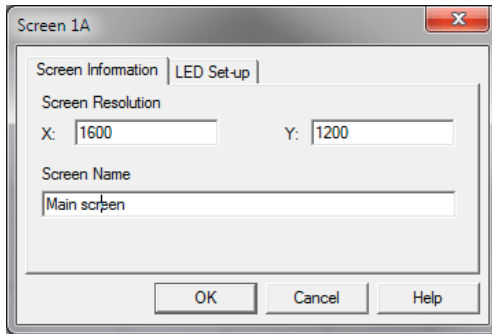 Screen 1A
Screen Information LED Set-up
Screen Resolution
X: 1600 Y: 1200
Screen Name
Main screen
OK Cancel Help